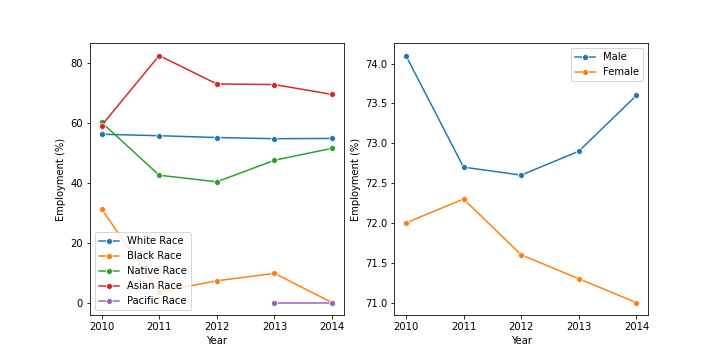 80
60
40
20
0
Employment (%)
2010 2011 2012 2013 2014
Year
White Race
Black Race
Native Race
Asian Race
Pacific Race
74.0
73.5
73.0
72.5
72.0
71.5
71.0
Employment (%)
2010 2011 2012 2013 2014
Year
Male
Female